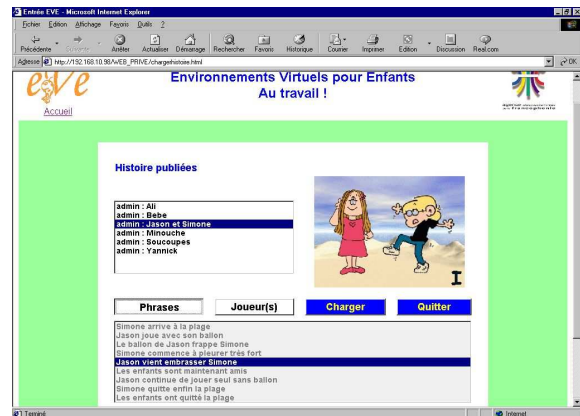 Entrée EVE - Microsoft Internet Explorer
Fichier Edition Affichage Favoris Outils ?
Précédente Suivante Arrêter Actualiser Démarrage Rechercher Favoris Historique Courrier Imprimer Edition Discussion Real.com
Adresse http://192.168.10.98/WEB_PRIVE/chargerhistoire.html OK
eve
Environnements Virtuels pour Enfants
Au travail !
Accueil
francophonie
Histoire publiées
admin : Ali
admin : Bebe
admin : Jason et Simone
admin : Minouche
admin : Soucoupes
admin : Yannick
I
Phrases Joueur(s) Charger Quitter
Simone arrive à la plage
Jason joue avec son ballon
Le ballon de Jason frappe Simone
Simone commence à pleurer très fort
Jason vient embrasser Simone
Les enfants sont maintenant amis
Jason continue de jouer seul sans ballon
Simone quitte enfin la plage
Les enfants ont quitté la plage
Terminé Internet